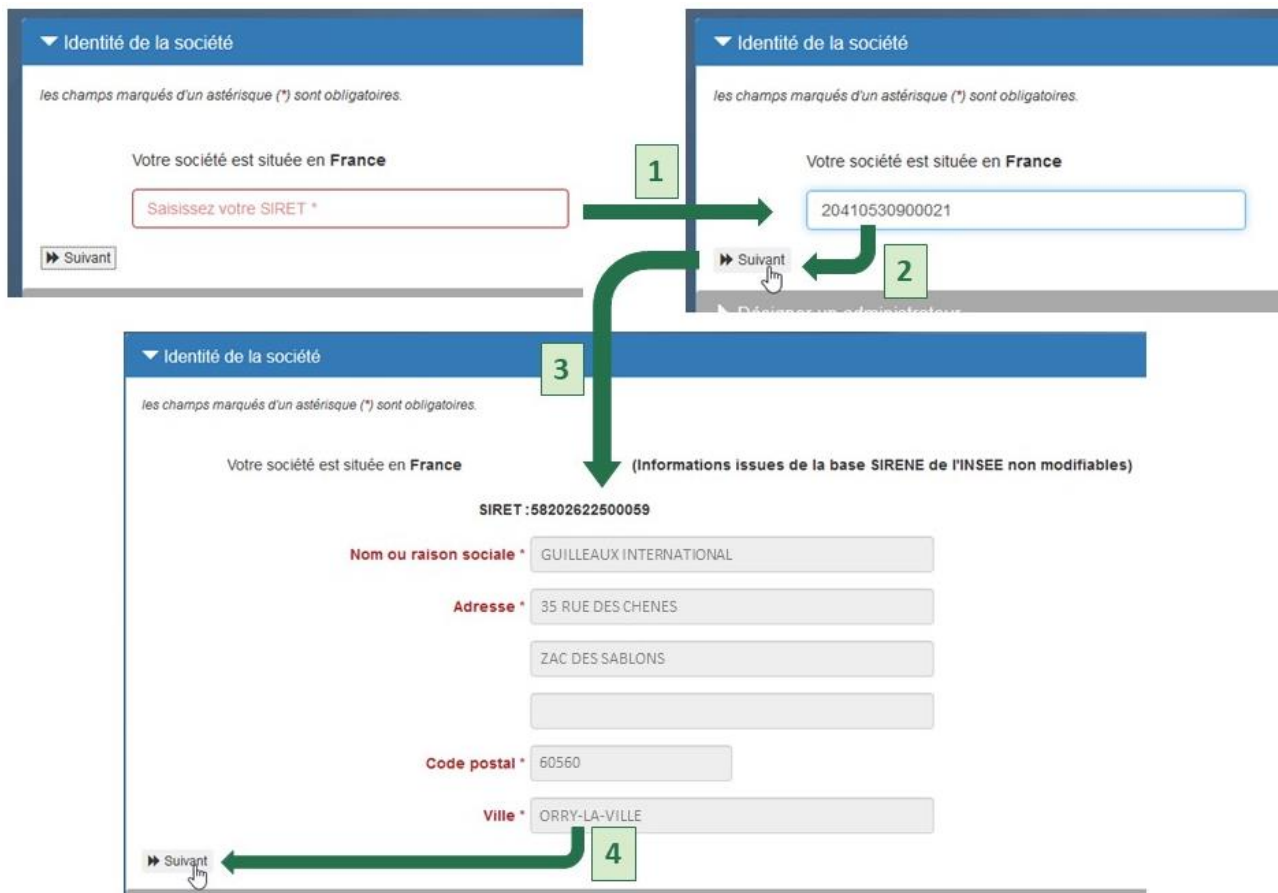 Identité de la société
les champs marqués d'un astérisque (*) sont obligatoires.
Votre société est située en France
Saisissez votre SIRET *
Suivant
1
Identité de la société
les champs marqués d'un astérisque (*) sont obligatoires.
Votre société est située en France
20410530900021
Suivant
2
Désigner un administrateur
3
Identité de la société
les champs marqués d'un astérisque (*) sont obligatoires.
Votre société est située en France (Informations issues de la base SIRENE de l'INSEE non modifiables)
SIRET : 58202622500059
Nom ou raison sociale * GUILLEAUX INTERNATIONAL
Adresse * 35 RUE DES CHENES
ZAC DES SABLONS
Code postal * 60560
Ville * ORRY-LA-VILLE
Suivant
4